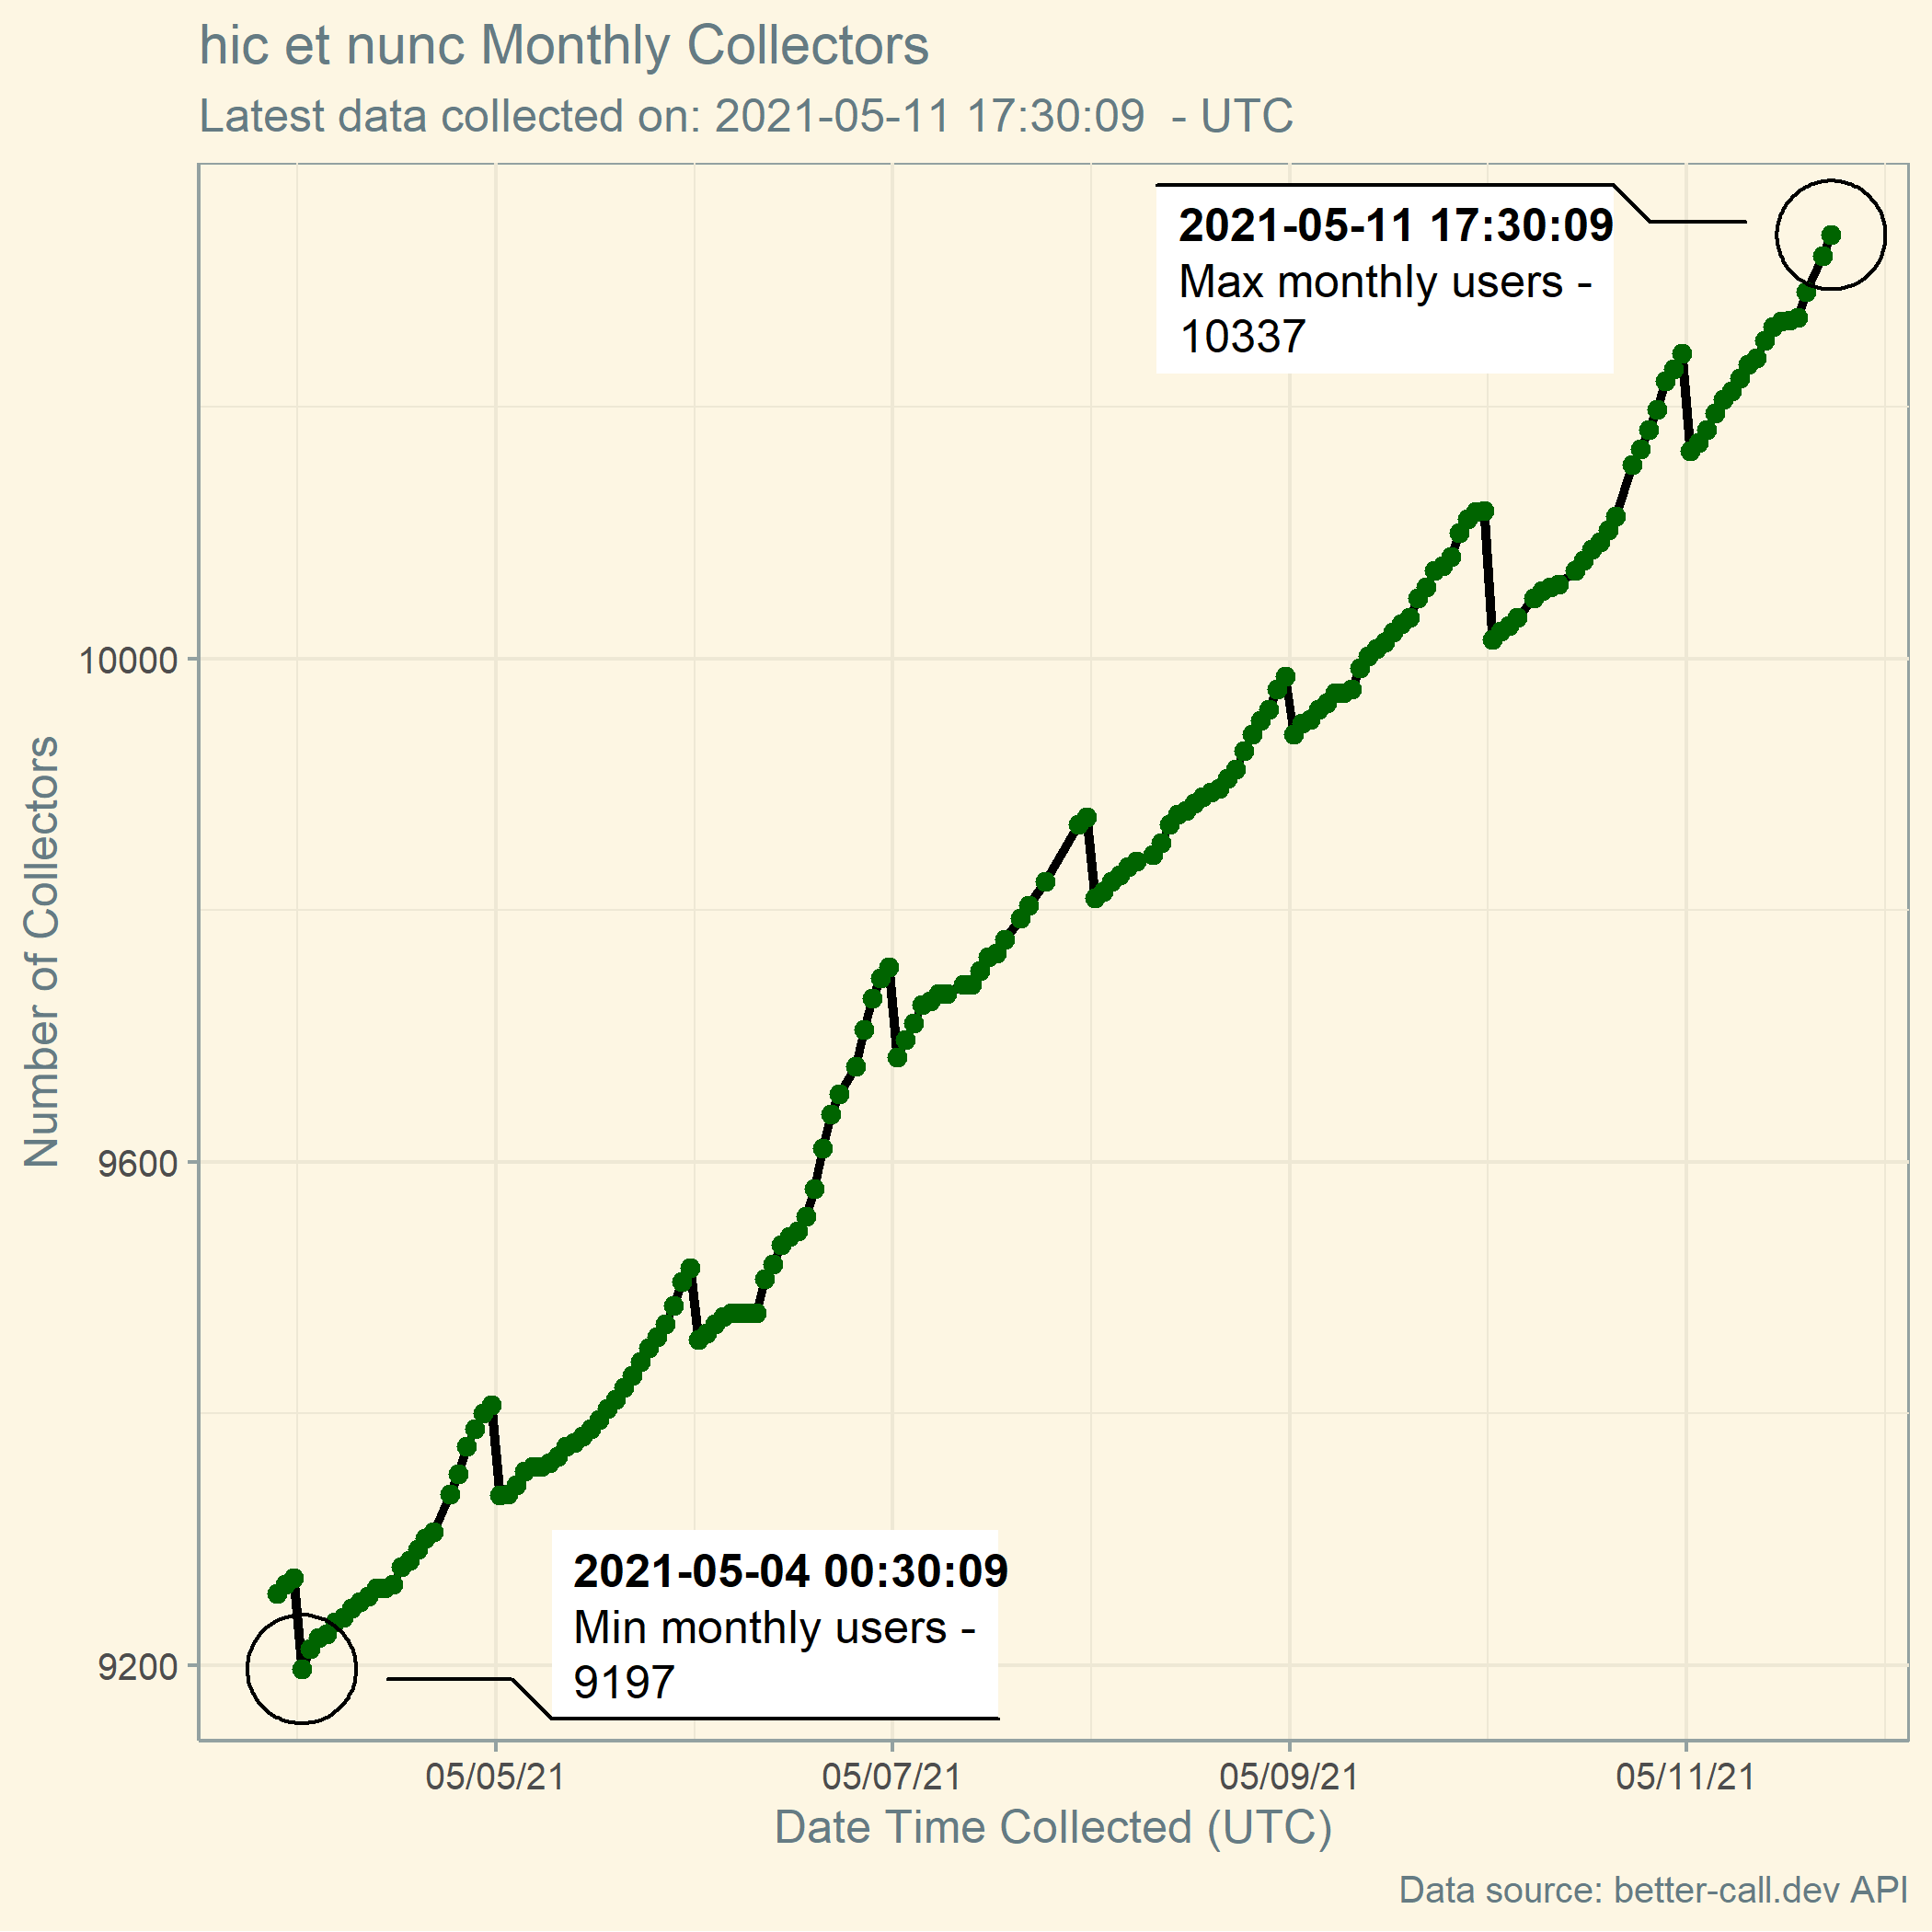 hic et nunc Monthly Collectors
Latest data collected on: 2021-05-11 17:30:09  - UTC
2021-05-11 17:30:09
Max monthly users -
10337
10000
9600
9200
Number of Collectors
2021-05-04 00:30:09
Min monthly users -
9197
05/05/21
05/07/21
05/09/21
05/11/21
Date Time Collected (UTC)
Data source: better-call.dev API